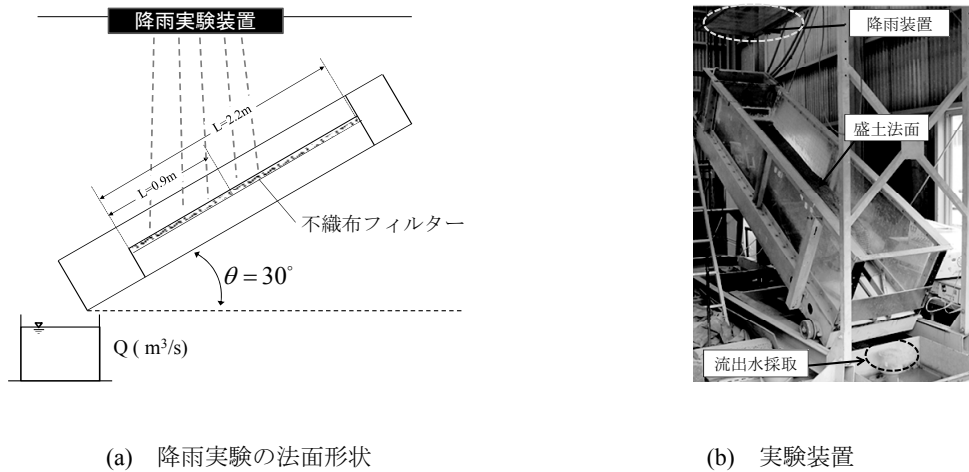 降雨実験装置
L=2.2m
L=0.9m
不織布フィルター
θ=30°
Q ( m³/s)
(a) 降雨実験の法面形状
降雨装置
盛土法面
流出水採取
(b) 実験装置